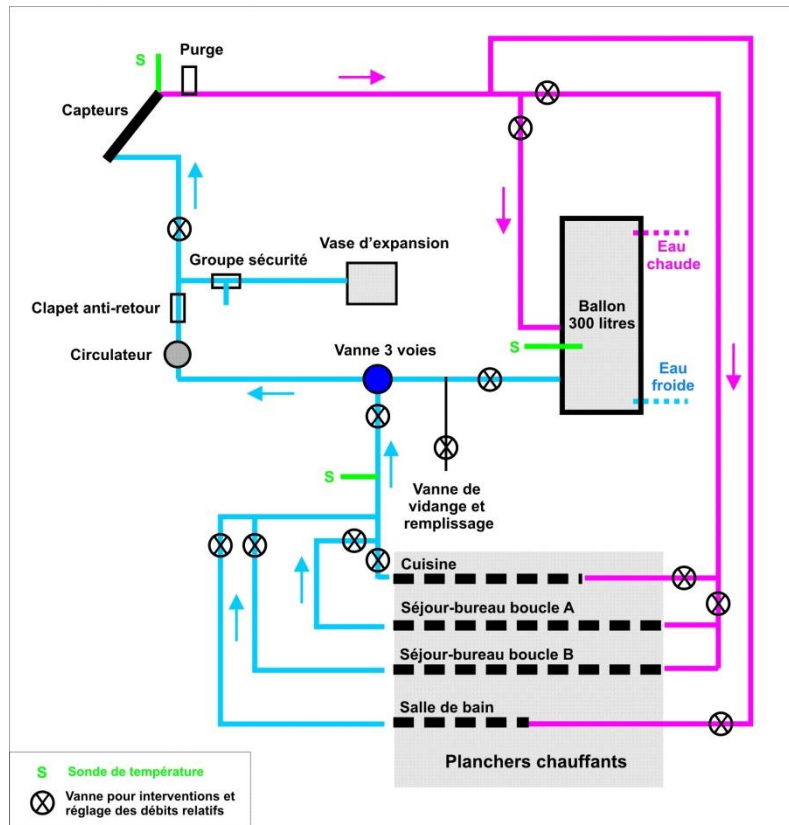 S
Purge
Capteurs
Vase d'expansion
Groupe sécurité
Eau
chaude
Ballon
300 litres
Clapet anti-retour
S
Circulateur
Vanne 3 voies
Eau
froide
S
Vanne de
vidange et
remplissage
Cuisine
Séjour-bureau boucle A
Séjour-bureau boucle B
Salle de bain
Planchers chauffants
S Sonde de température
Vanne pour interventions et
réglage des débits relatifs